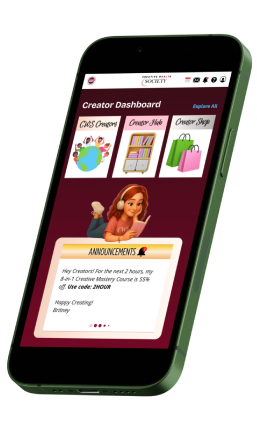 CREATIVE WEALTH
SOCIETY
Creator Dashboard
Explore All
CWS Creators
Creator Hub
Creator Shop
ANNOUNCEMENTS
Hey Creators! For the next 2 hours, my
8-in-1 Creative Mastery Course is 55%
off. Use code: 2HOUR
Happy Creating!
Britney